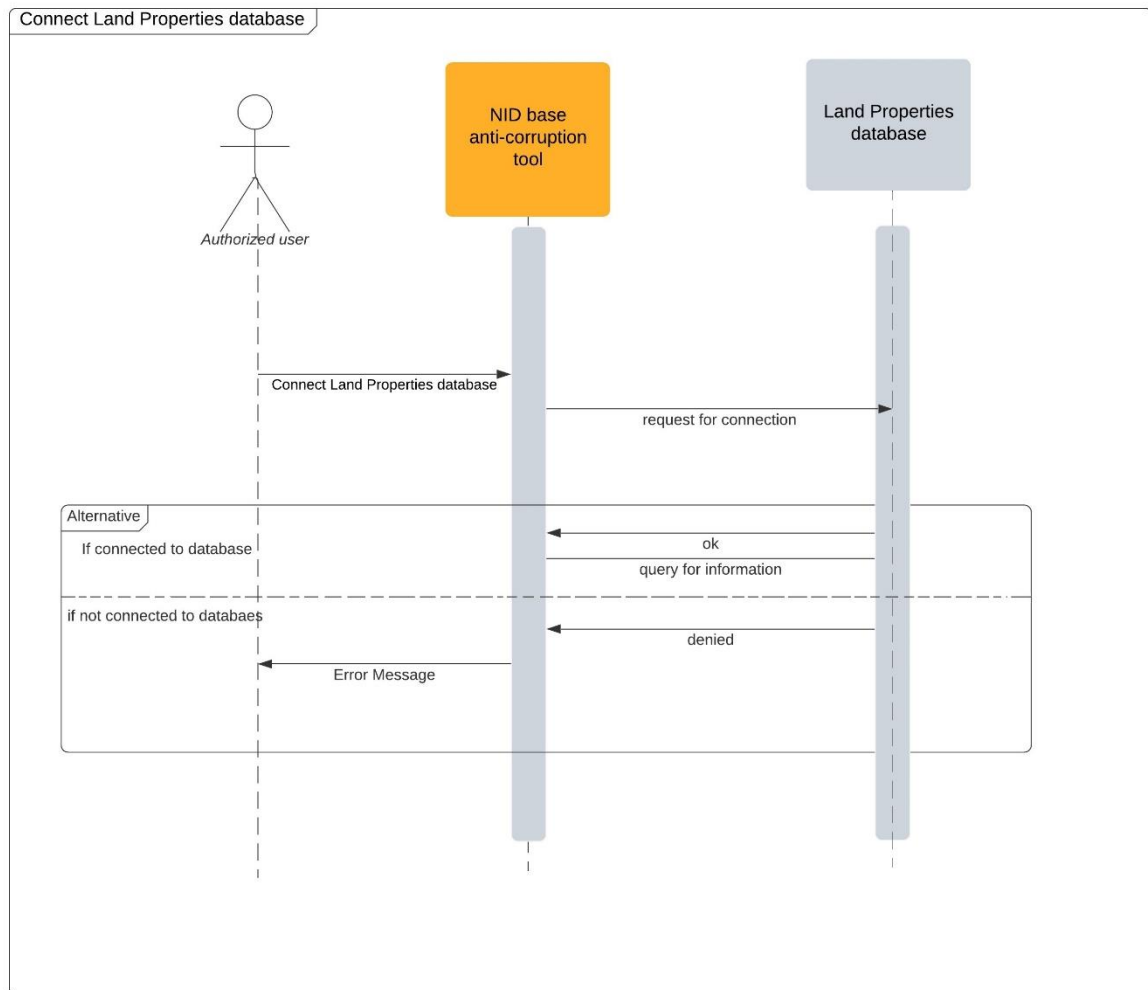 Connect Land Properties database
NID base
anti-corruption
tool
Land Properties
database
Authorized user
Connect Land Properties database
request for connection
Alternative
If connected to database
ok
query for information
if not connected to databaes
denied
Error Message